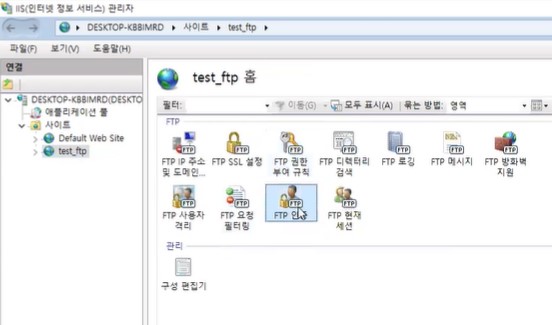 IIS(인터넷 정보 서비스) 관리자
DESKTOP-KBBIMRD ▸ 사이트 ▸ test_ftp ▸
파일(F) 보기(V) 도움말(H)
연결
DESKTOP-KBBIMRD(DESKTO
애플리케이션 풀
사이트
Default Web Site
test_ftp
test_ftp 홈
필터: 이동(G) 모두 표시(A) 묶는 방법: 영역
FTP
FTP IP 주소 및 도메인...
FTP SSL 설정
FTP 권한 부여 규칙
FTP 디렉터리 검색
FTP 로깅
FTP 메시지
FTP 방화벽 지원
FTP 사용자 격리
FTP 요청 필터링
FTP 인증
FTP 현재 세션
관리
구성 편집기